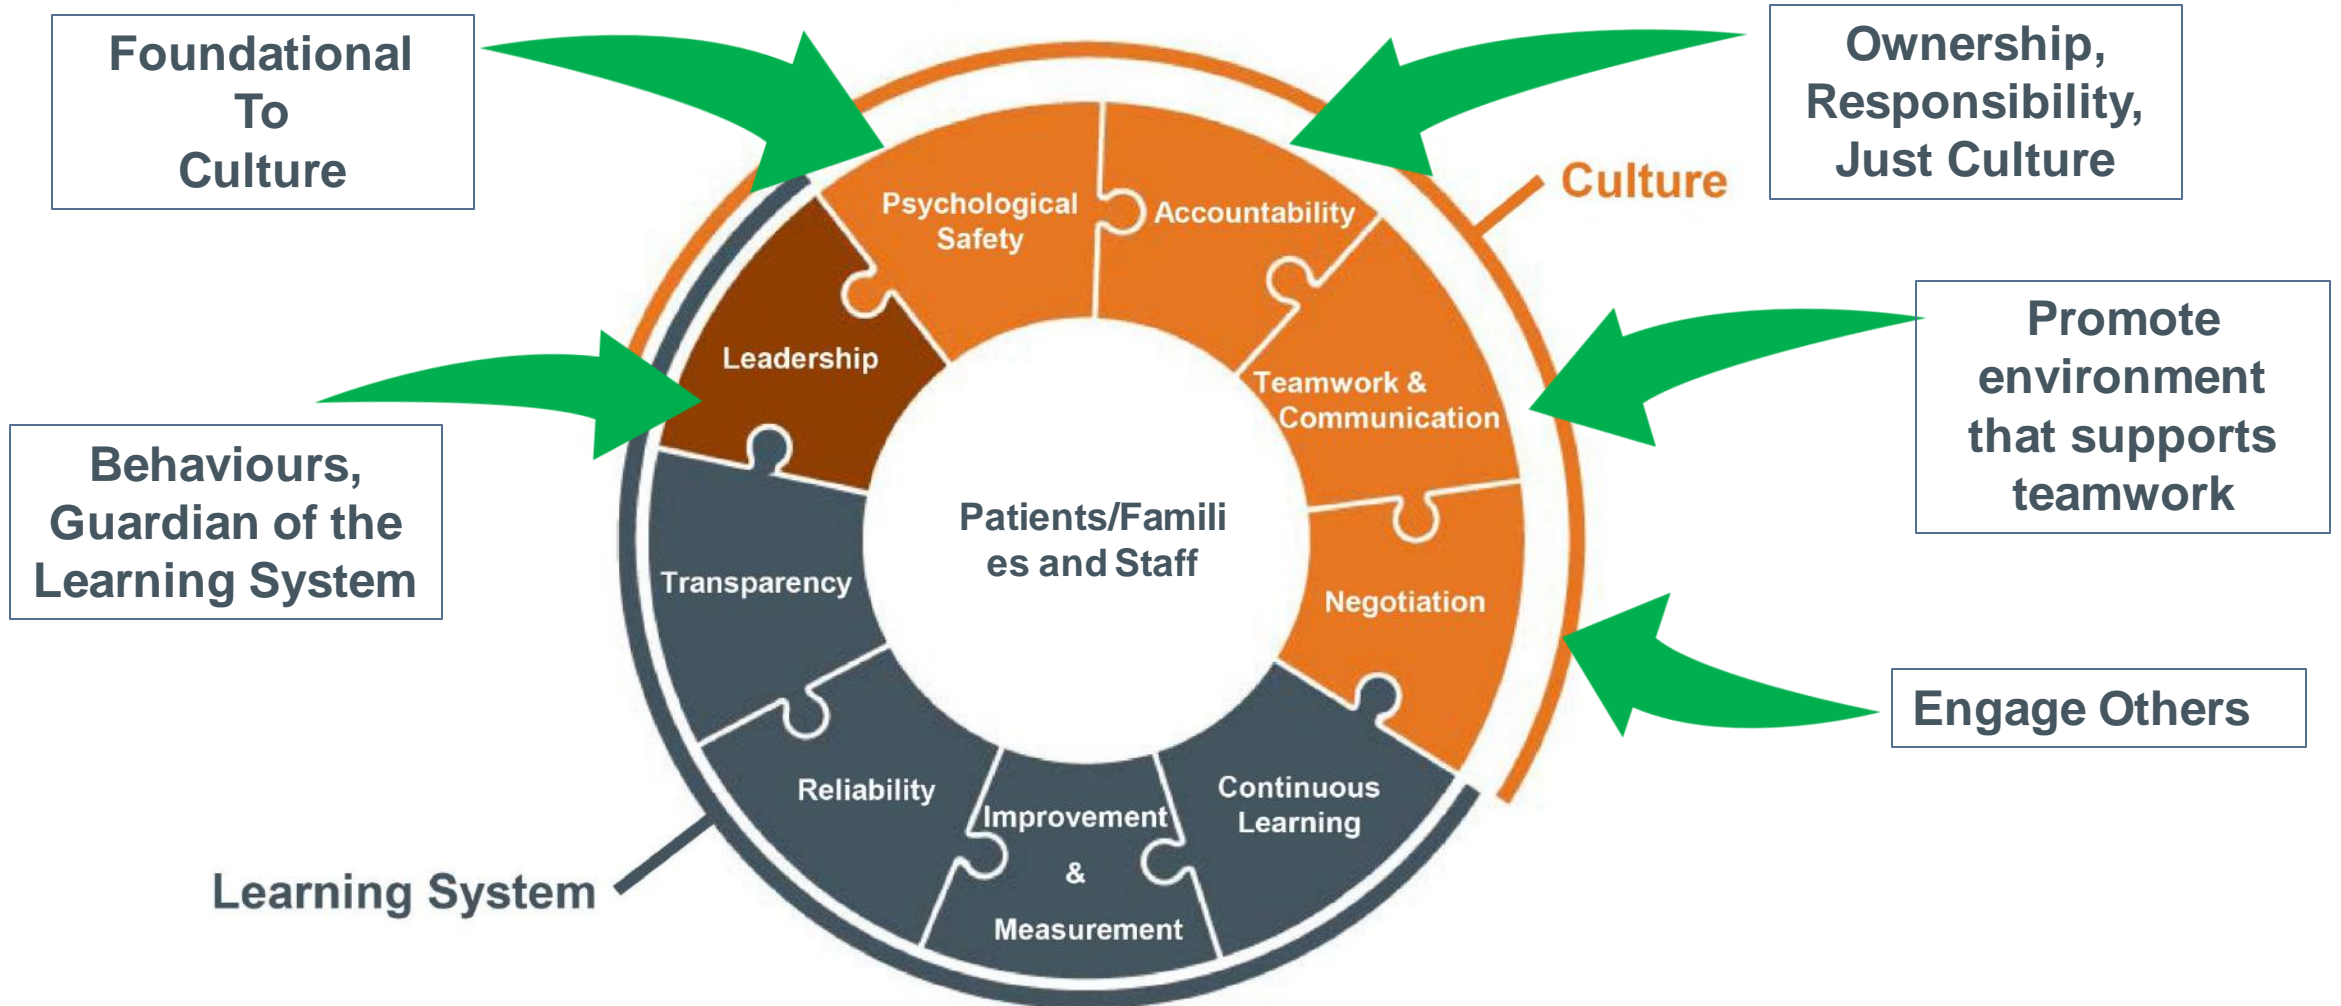 Foundational
To
Culture
Ownership,
Responsibility,
Just Culture
Culture
Psychological
Safety
Accountability
Leadership
Teamwork &
Communication
Promote
environment
that supports
teamwork
Behaviours,
Guardian of the
Learning System
Patients/Famili
es and Staff
Transparency
Negotiation
Engage Others
Reliability
Improvement
&
Measurement
Continuous
Learning
Learning System